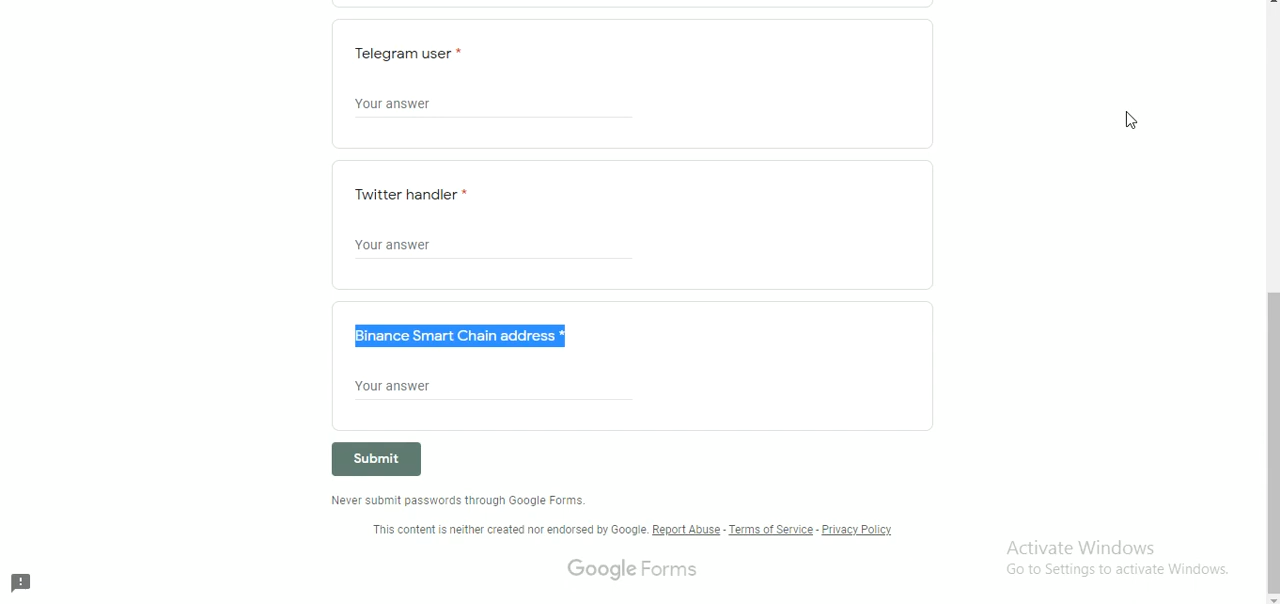 Telegram user *
Your answer
Twitter handler *
Your answer
Binance Smart Chain address *
Your answer
Submit
Never submit passwords through Google Forms.
This content is neither created nor endorsed by Google. Report Abuse - Terms of Service - Privacy Policy
Google Forms
Activate Windows
Go to Settings to activate Windows.